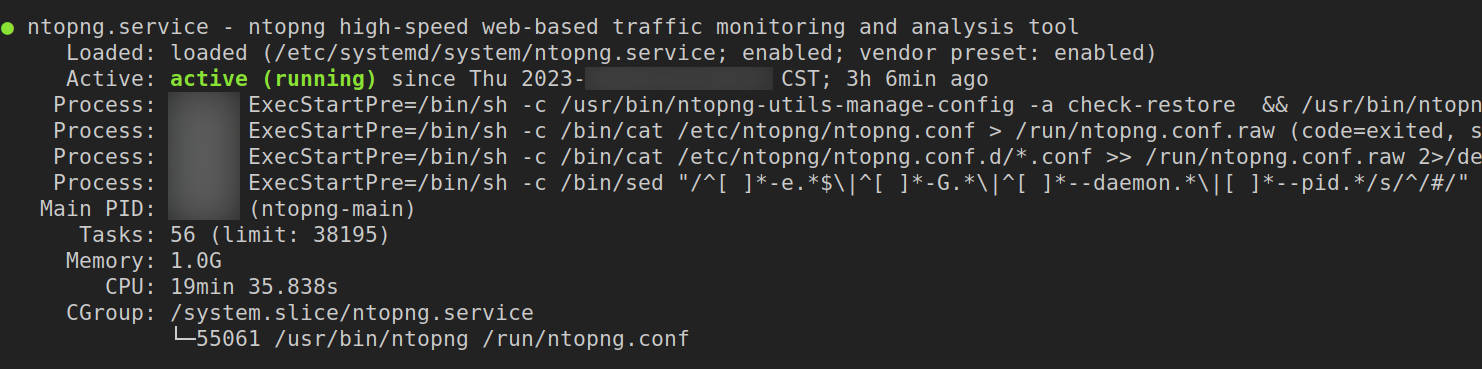 ● ntopng.service - ntopng high-speed web-based traffic monitoring and analysis tool
Loaded: loaded (/etc/systemd/system/ntopng.service; enabled; vendor preset: enabled)
Active: active (running) since Thu 2023- CST; 3h 6min ago
Process: ExecStartPre=/bin/sh -c /usr/bin/ntopng-utils-manage-config -a check-restore  && /usr/bin/ntopn
Process: ExecStartPre=/bin/sh -c /bin/cat /etc/ntopng/ntopng.conf > /run/ntopng.conf.raw (code=exited, s
Process: ExecStartPre=/bin/sh -c /bin/cat /etc/ntopng/ntopng.conf.d/*.conf >> /run/ntopng.conf.raw 2>/de
Process: ExecStartPre=/bin/sh -c /bin/sed "/^[ ]*-e.*$\|^[ ]*-G.*\|^[ ]*--daemon.*\|[ ]*--pid.*/s/^/#/"
Main PID: (ntopng-main)
Tasks: 56 (limit: 38195)
Memory: 1.0G
CPU: 19min 35.838s
CGroup: /system.slice/ntopng.service
└─55061 /usr/bin/ntopng /run/ntopng.conf